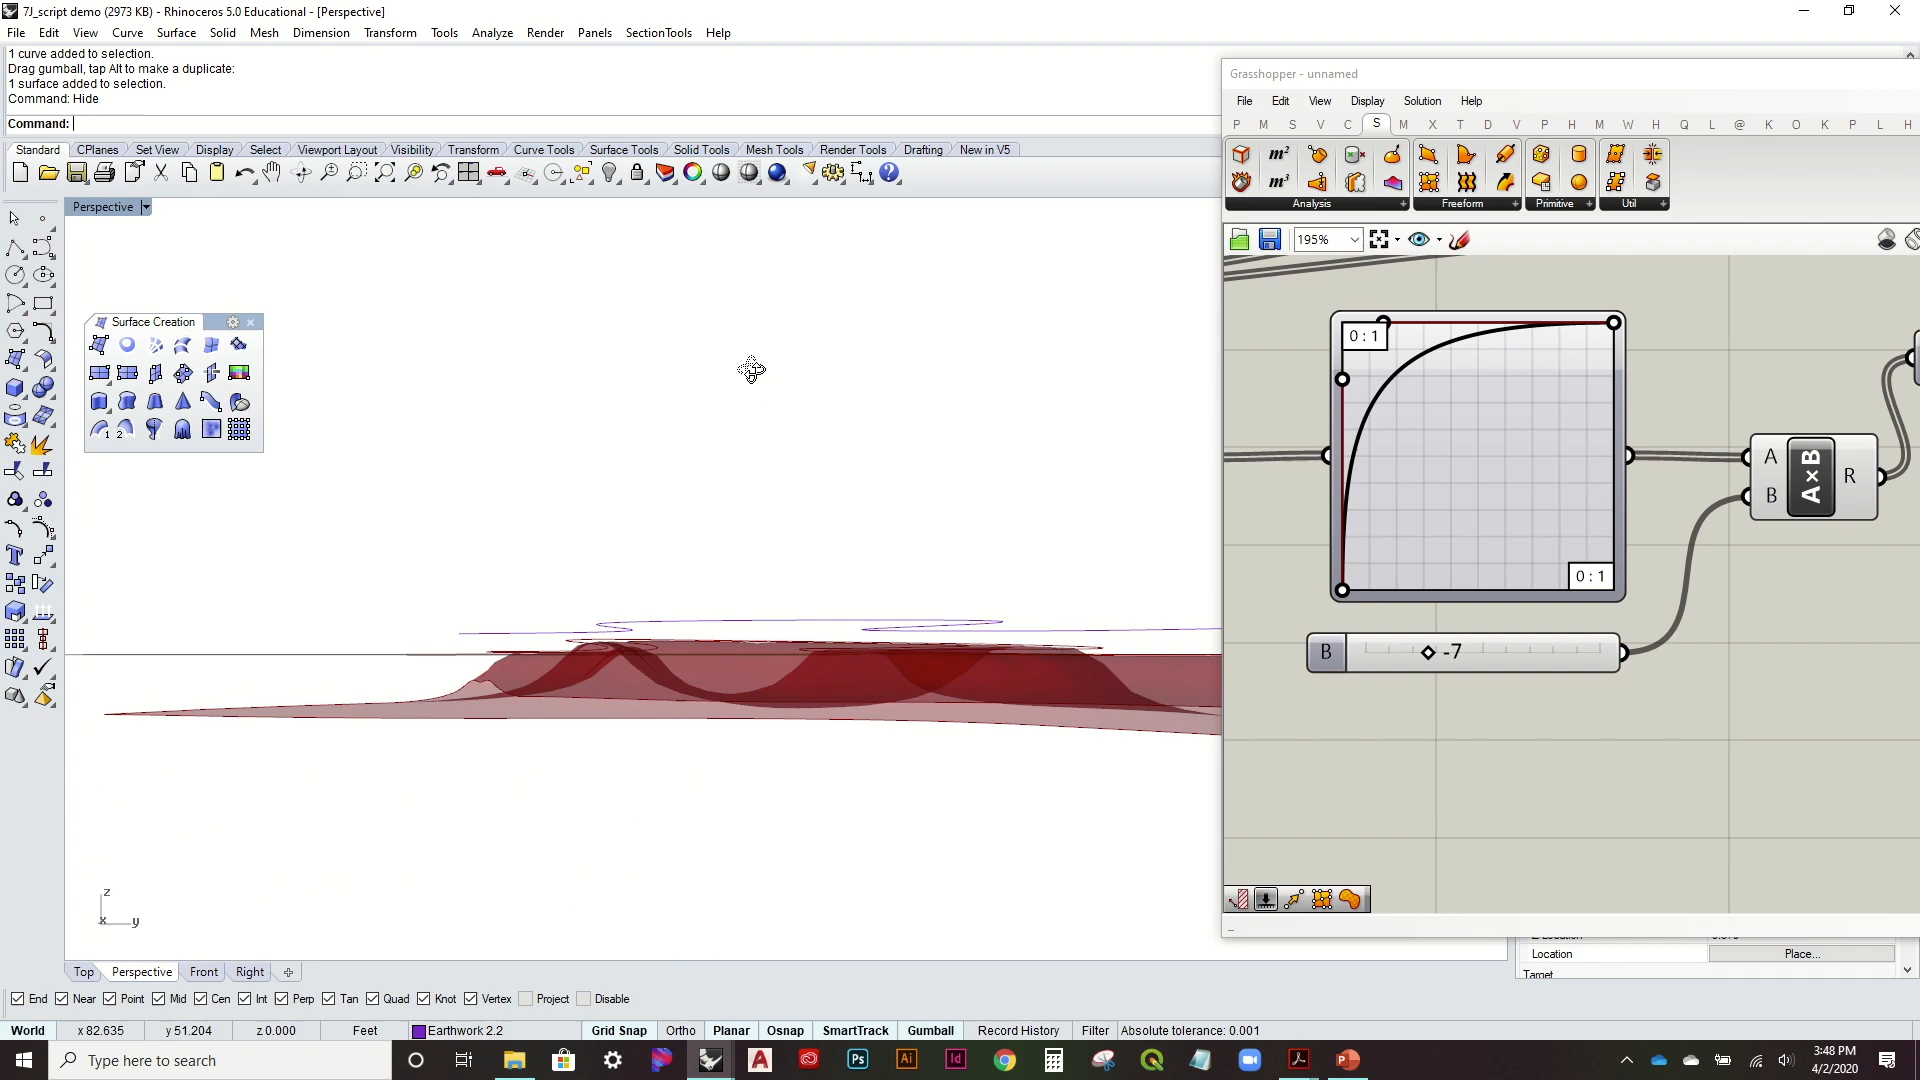 7J_script demo (2973 KB) - Rhinoceros 5.0 Educational - [Perspective]
File Edit View Curve Surface Solid Mesh Dimension Transform Tools Analyze Render Panels SectionTools Help
1 curve added to selection.
Drag gumball, tap Alt to make a duplicate:
1 surface added to selection.
Command: Hide
Command:
Standard CPlanes Set View Display Select Viewport Layout Visibility Transform Curve Tools Surface Tools Solid Tools Mesh Tools Render Tools Drafting New in V5
Perspective
Surface Creation
1 2
z
x y
Grasshopper - unnamed
File Edit View Display Solution Help
P M S V C S M X T D V P H M W H Q L @ K O K P L H
m²
m³
Analysis Freeform Primitive Util
195%
0 : 1
0 : 1
A
B
A×B
R
B -7
Location Place...
Target
Top Perspective Front Right
End Near Point Mid Cen Int Perp Tan Quad Knot Vertex Project Disable
World x 82.635 y 51.204 z 0.000 Feet Earthwork 2.2 Grid Snap Ortho Planar Osnap SmartTrack Gumball Record History Filter Absolute tolerance: 0.001
Type here to search
A Ps Ai Id
3:48 PM
4/2/2020